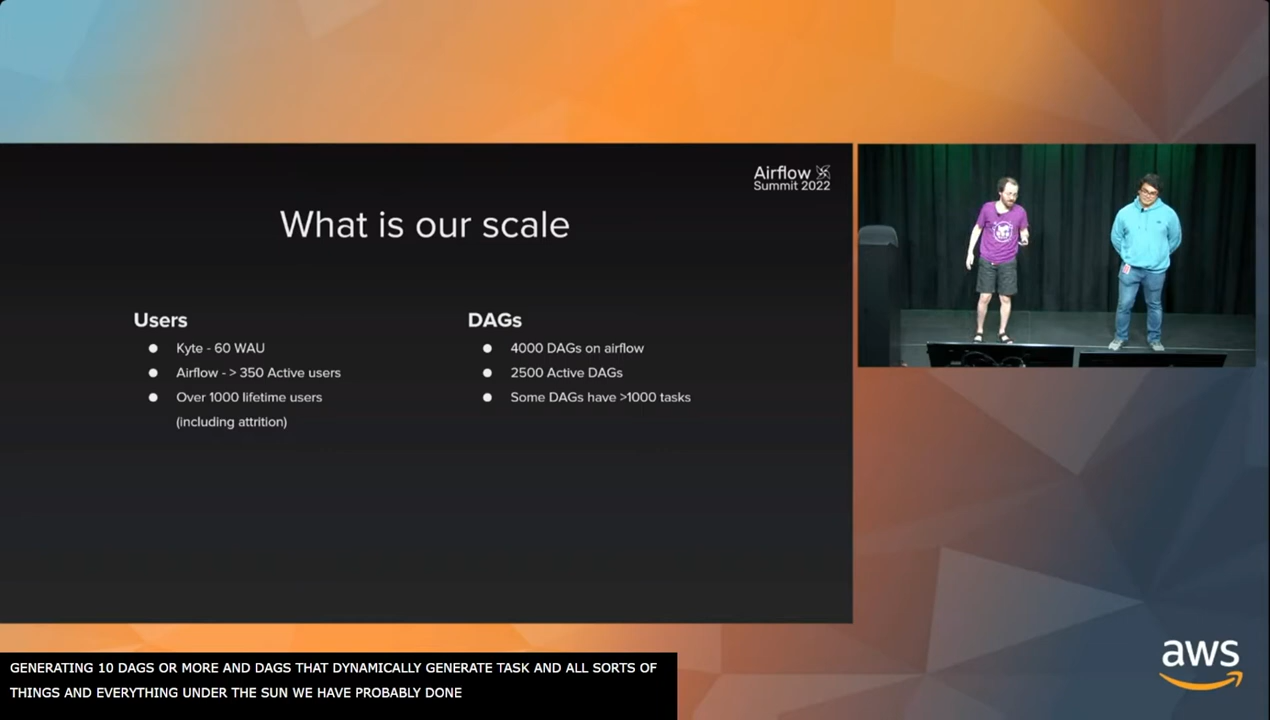 Airflow
Summit 2022
What is our scale
Users
● Kyte - 60 WAU
● Airflow - > 350 Active users
● Over 1000 lifetime users
(including attrition)
DAGs
● 4000 DAGs on airflow
● 2500 Active DAGs
● Some DAGs have >1000 tasks
aws
GENERATING 10 DAGS OR MORE AND DAGS THAT DYNAMICALLY GENERATE TASK AND ALL SORTS OF
THINGS AND EVERYTHING UNDER THE SUN WE HAVE PROBABLY DONE